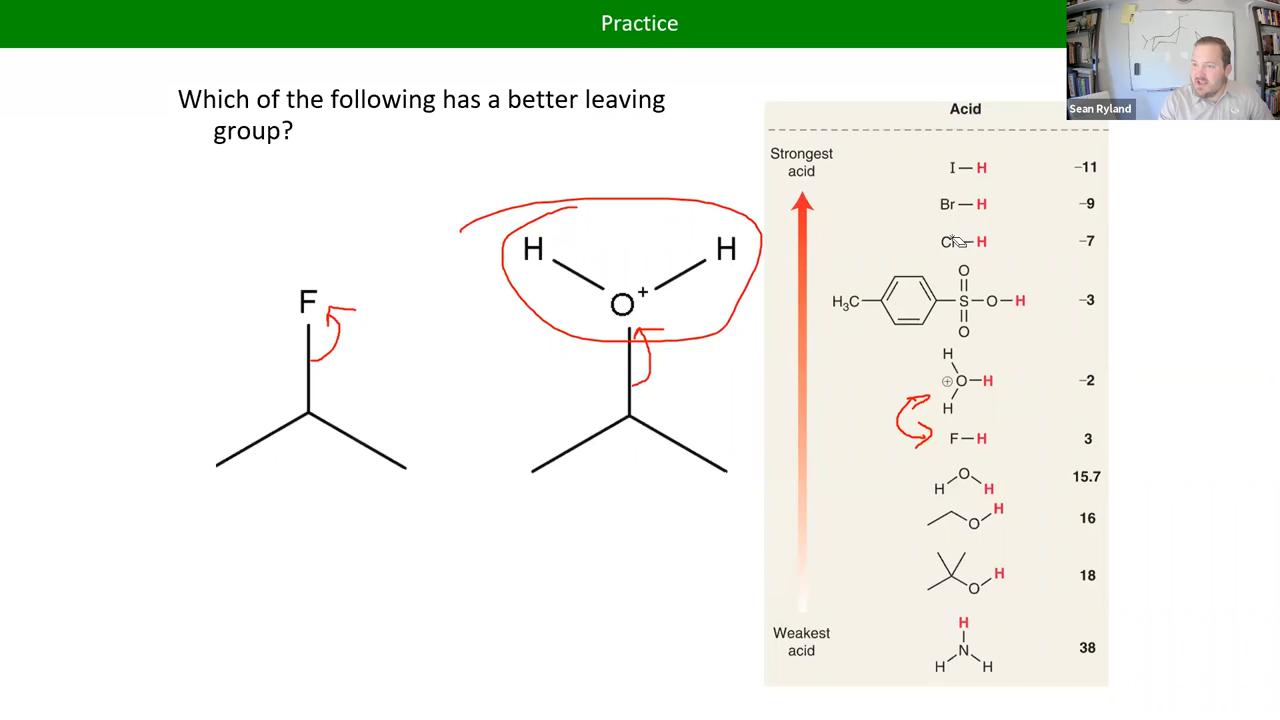 Practice
Which of the following has a better leaving
group?
Sean Ryland
F
H
H
O
+
Acid
Strongest
acid
I — H
−11
Br — H
−9
Cl — H
−7
O
H₃C
S
O
H
O
−3
H
⊕
O
H
H
−2
F — H
3
O
H
H
15.7
H
O
16
H
O
18
Weakest
acid
H
N
H
H
38